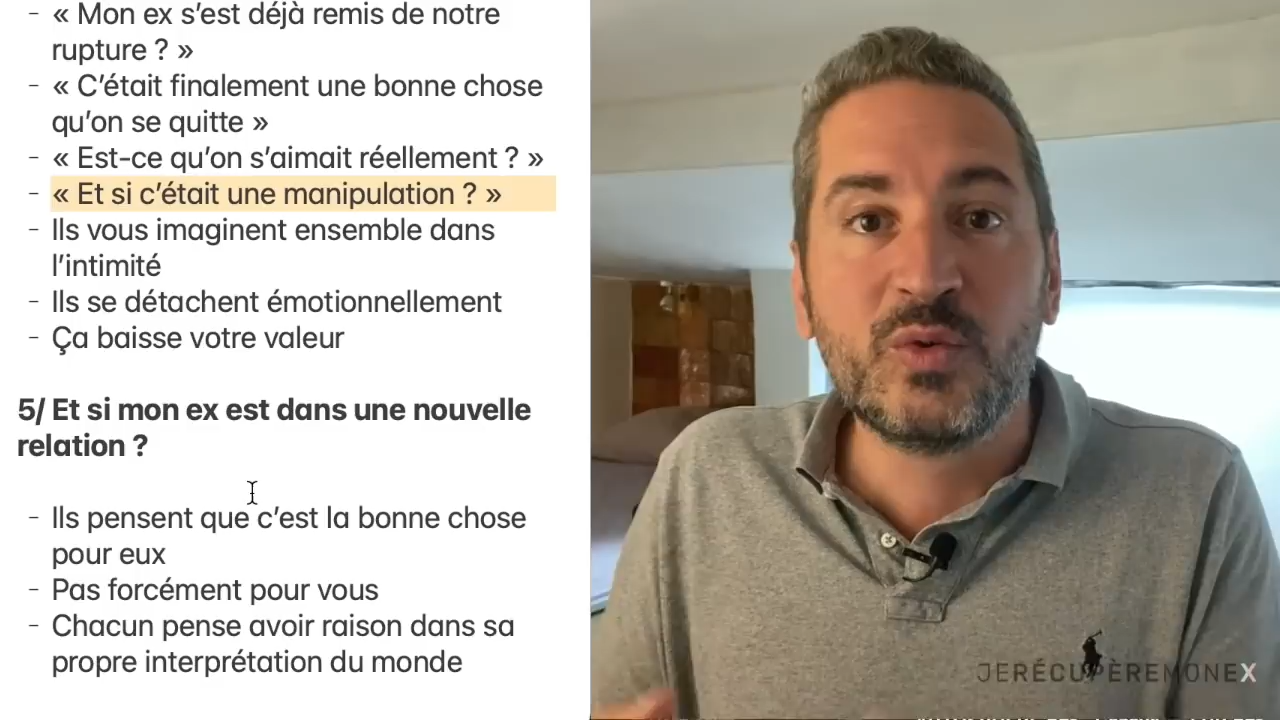 - « Mon ex s’est déjà remis de notre
rupture ? »
- « C’était finalement une bonne chose
qu’on se quitte »
- « Est-ce qu’on s’aimait réellement ? »
- « Et si c’était une manipulation ? »
- Ils vous imaginent ensemble dans
l’intimité
- Ils se détachent émotionnellement
- Ça baisse votre valeur
5/ Et si mon ex est dans une nouvelle
relation ?
- Ils pensent que c’est la bonne chose
pour eux
- Pas forcément pour vous
- Chacun pense avoir raison dans sa
propre interprétation du monde
JERÉCUPÈREMONEX